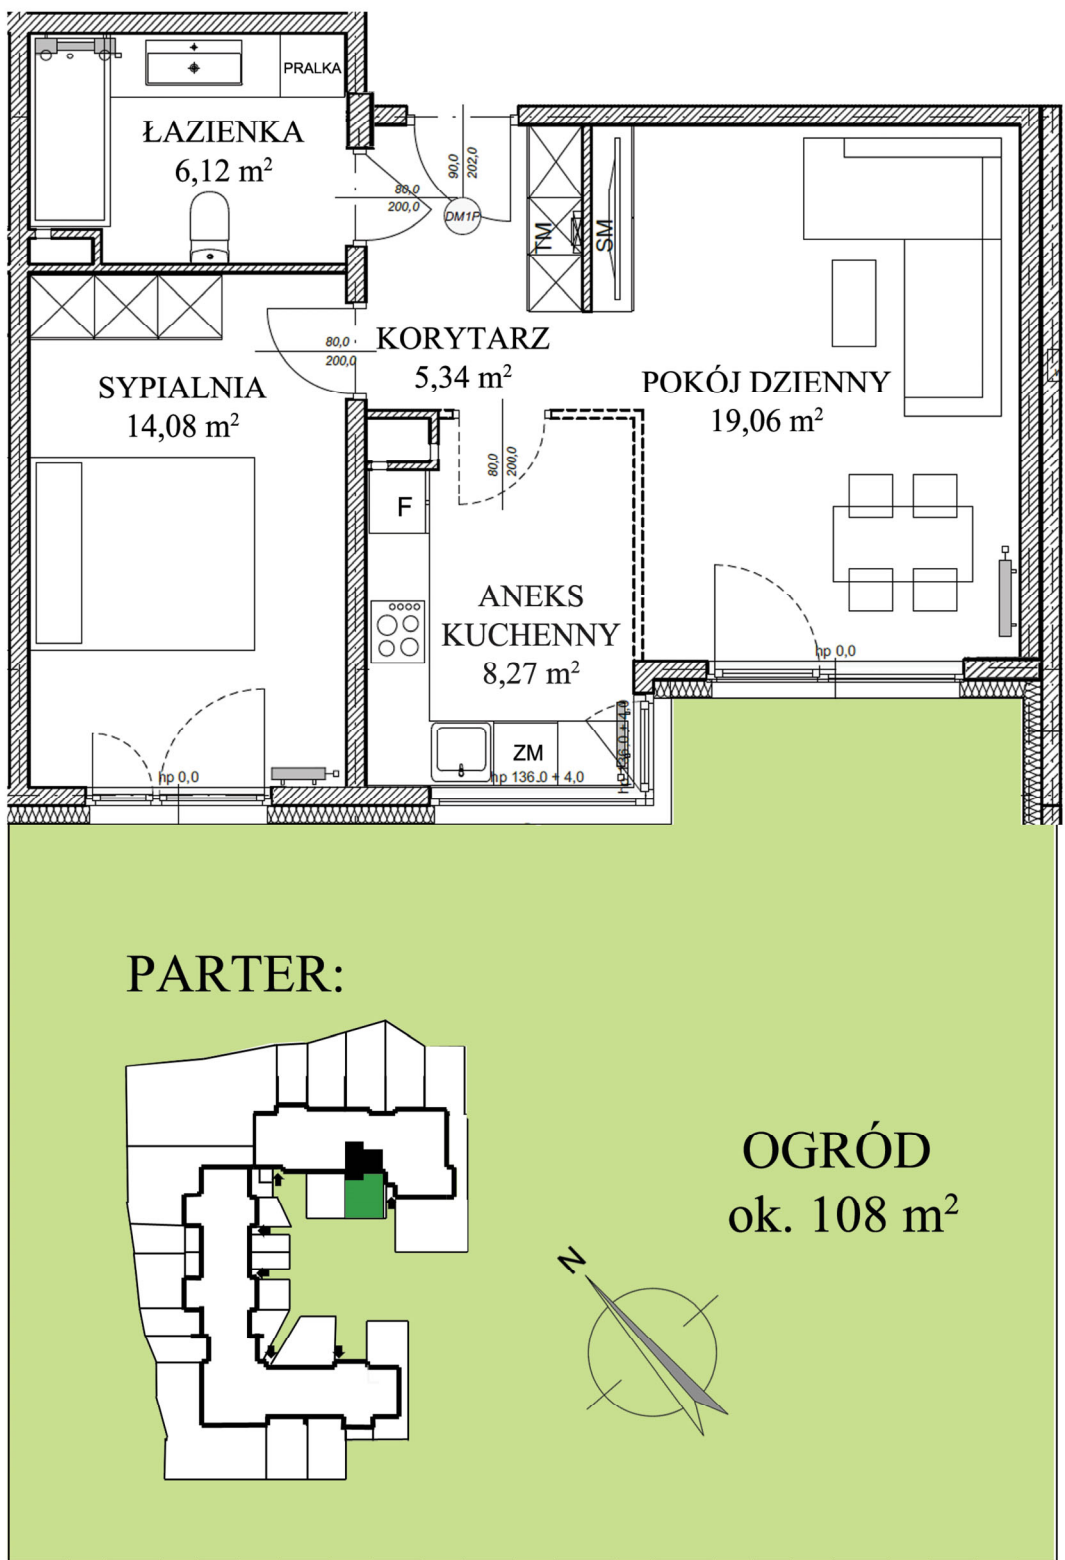 PRALKA
ŁAZIENKA
6,12 m²
90,0
202,0
80,0
200,0
DM1P
TM
SM
KORYTARZ
5,34 m²
80,0
200,0
SYPIALNIA
14,08 m²
POKÓJ DZIENNY
19,06 m²
80,0
200,0
F
ANEKS
KUCHENNY
8,27 m²
hp 0,0
hp 0,0
ZM
hp 136.0 + 4,0
PARTER:
OGRÓD
ok. 108 m²
N